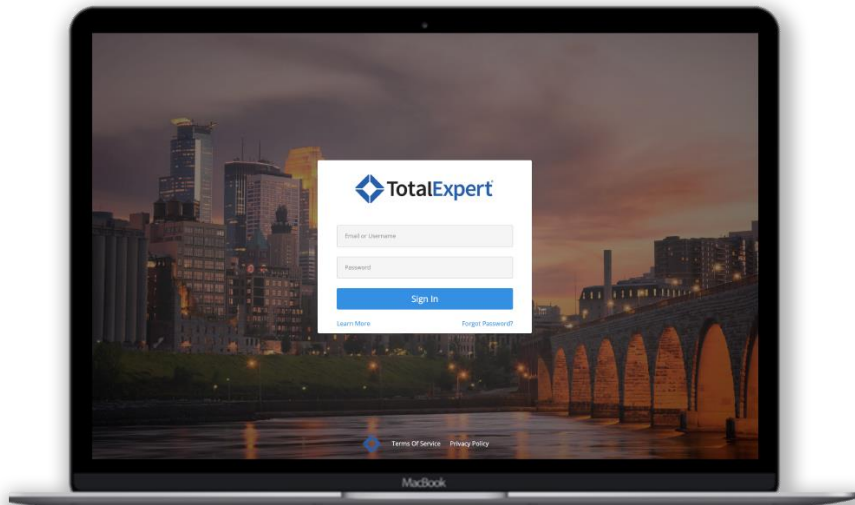 TotalExpert
Email or Username
Password
Sign In
Learn More Forgot Password?
Terms Of Service Privacy Policy
MacBook